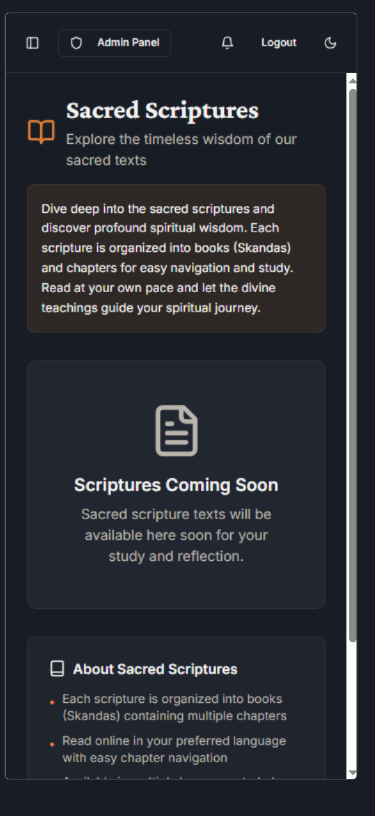 Admin Panel
Logout
Sacred Scriptures
Explore the timeless wisdom of our
sacred texts
Dive deep into the sacred scriptures and
discover profound spiritual wisdom. Each
scripture is organized into books (Skandas)
and chapters for easy navigation and study.
Read at your own pace and let the divine
teachings guide your spiritual journey.
Scriptures Coming Soon
Sacred scripture texts will be
available here soon for your
study and reflection.
About Sacred Scriptures
Each scripture is organized into books
(Skandas) containing multiple chapters
Read online in your preferred language
with easy chapter navigation